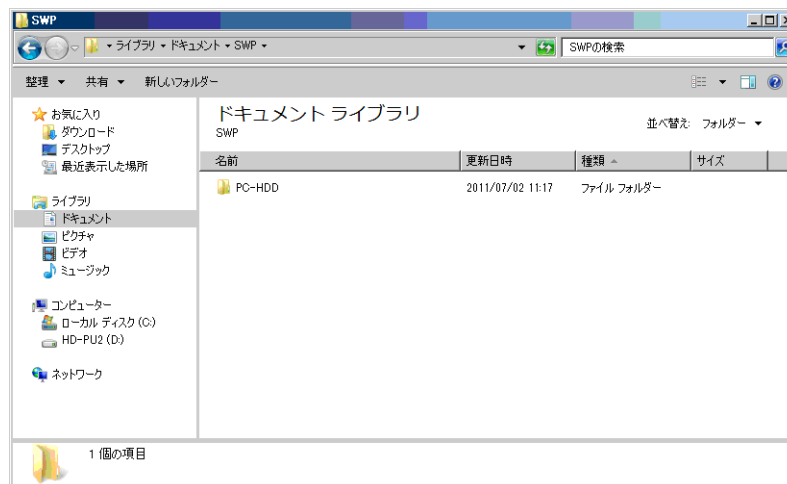 SWP
ライブラリ ドキュメント SWP
SWPの検索
整理 共有 新しいフォルダー
お気に入り
ダウンロード
デスクトップ
最近表示した場所
ライブラリ
ドキュメント
ピクチャ
ビデオ
ミュージック
コンピューター
ローカル ディスク (C:)
HD-PU2 (D:)
ネットワーク
ドキュメント ライブラリ
SWP
並べ替え: フォルダー
名前 更新日時 種類 サイズ
PC-HDD 2011/07/02 11:17 ファイル フォルダー
1 個の項目